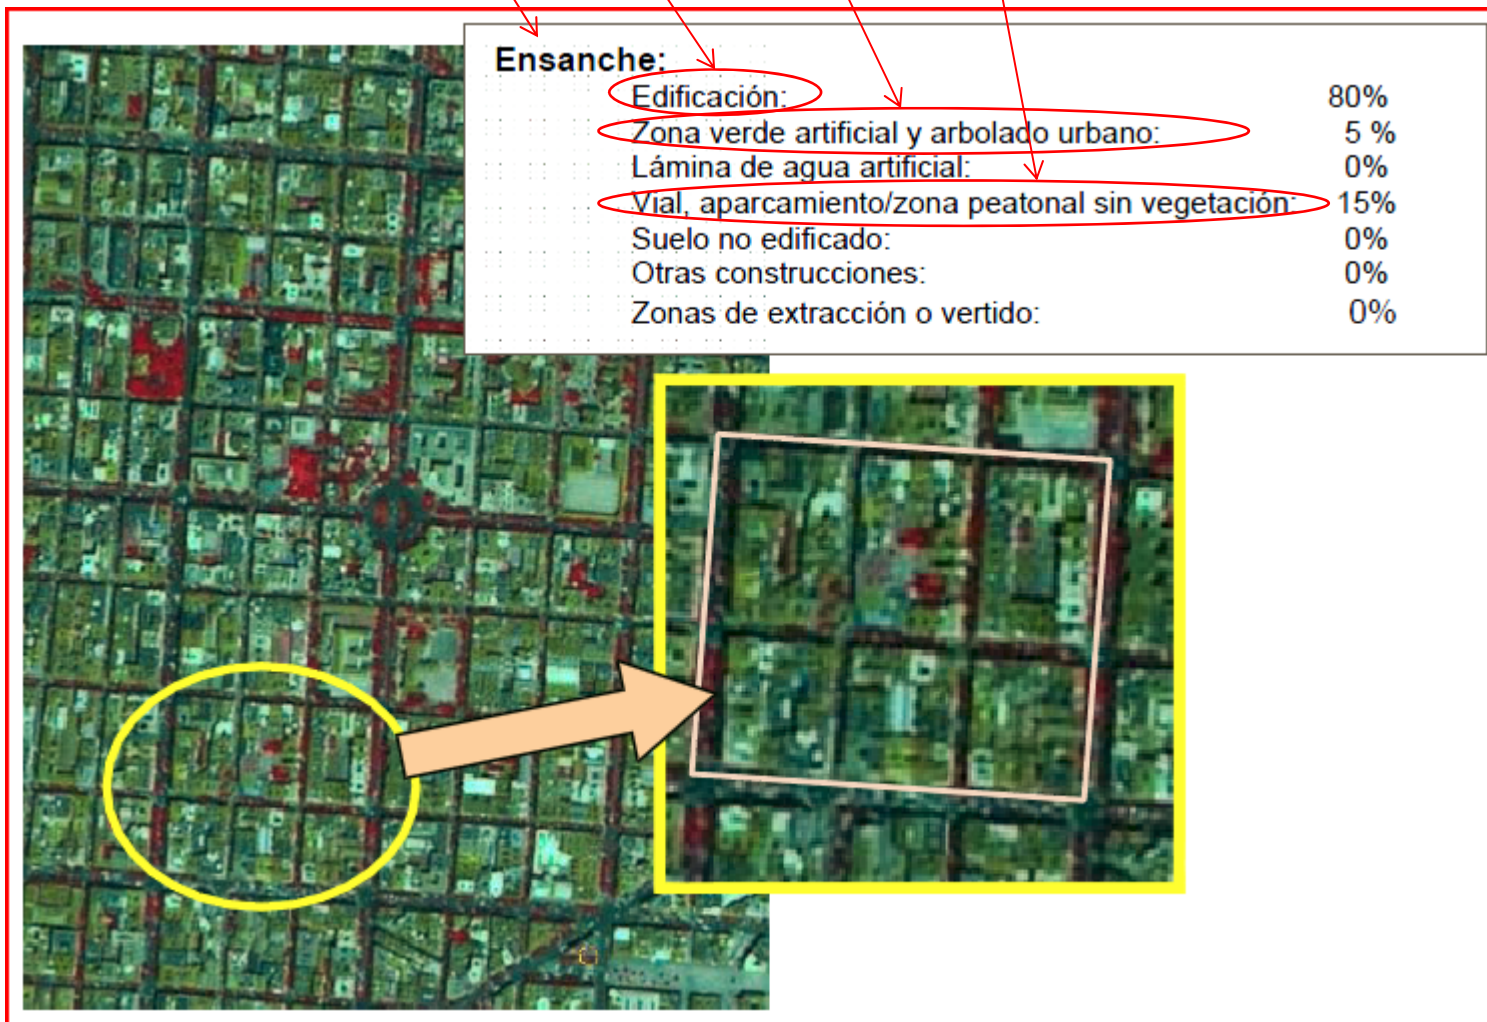 Ensanche:
Edificación: 80%
Zona verde artificial y arbolado urbano: 5 %
Lámina de agua artificial: 0%
Vial, aparcamiento/zona peatonal sin vegetación: 15%
Suelo no edificado: 0%
Otras construcciones: 0%
Zonas de extracción o vertido: 0%